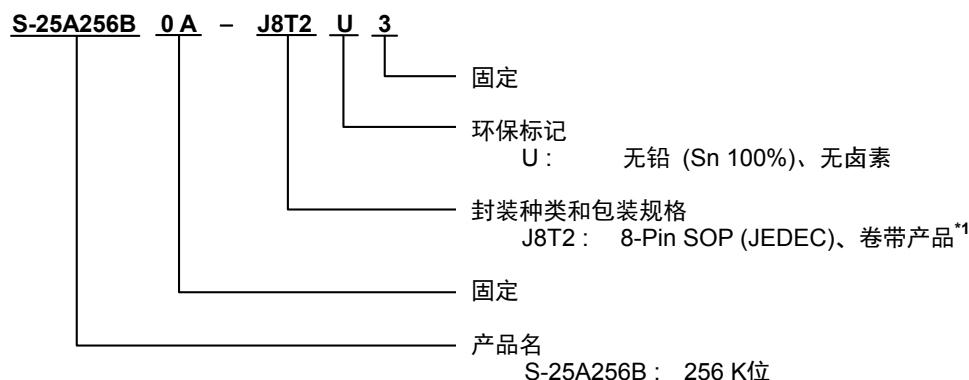 S-25A256B 0 A – J8T2 U 3
固定
环保标记
U : 无铅 (Sn 100%)、无卤素
封装种类和包装规格
J8T2 : 8-Pin SOP (JEDEC)、卷带产品*1
固定
产品名
S-25A256B : 256 K位